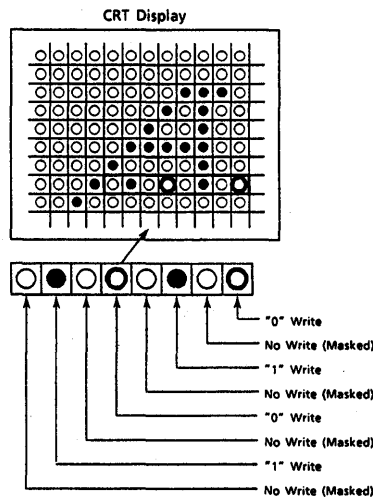 CRT Display
"0" Write
No Write (Masked)
"1" Write
No Write (Masked)
"0" Write
No Write (Masked)
"1" Write
No Write (Masked)